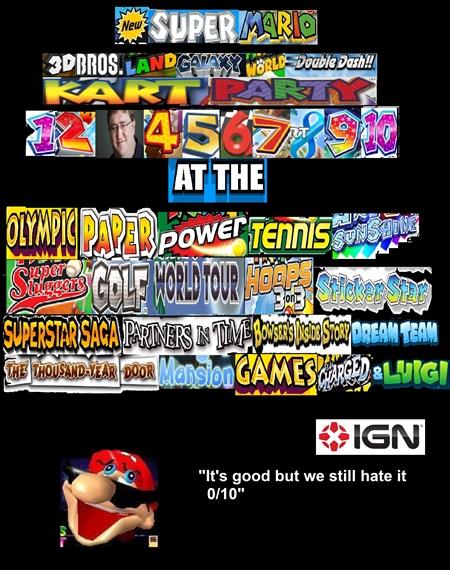 New SUPER MARIO
3D BROS. LAND GALAXY WORLD Double Dash!!
KART PARTY
1 2 4 5 6 7 8 9 10
AT THE
OLYMPIC PAPER POWER TENNIS SUNSHINE
Super Sluggers GOLF WORLD TOUR HOOPS 3 on 3 Sticker Star
SUPERSTAR SAGA PARTNERS IN TIME BOWSER'S INSIDE STORY DREAM TEAM
THE THOUSAND-YEAR DOOR Mansion GAMES CHARGED & LUIGI
IGN
"It's good but we still hate it
0/10"